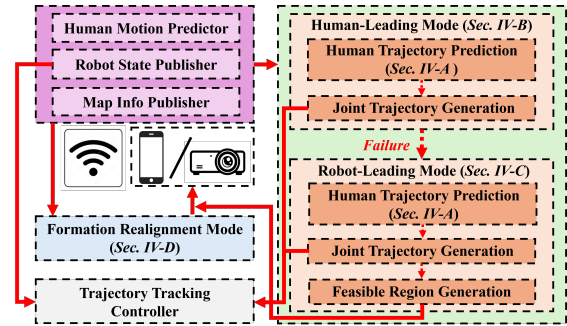 Human Motion Predictor
Robot State Publisher
Map Info Publisher
Formation Realignment Mode
(Sec. IV-D)
Trajectory Tracking
Controller
Human-Leading Mode (Sec. IV-B)
Human Trajectory Prediction
(Sec. IV-A )
Joint Trajectory Generation
Failure
Robot-Leading Mode (Sec. IV-C)
Human Trajectory Prediction
(Sec. IV-A)
Joint Trajectory Generation
Feasible Region Generation